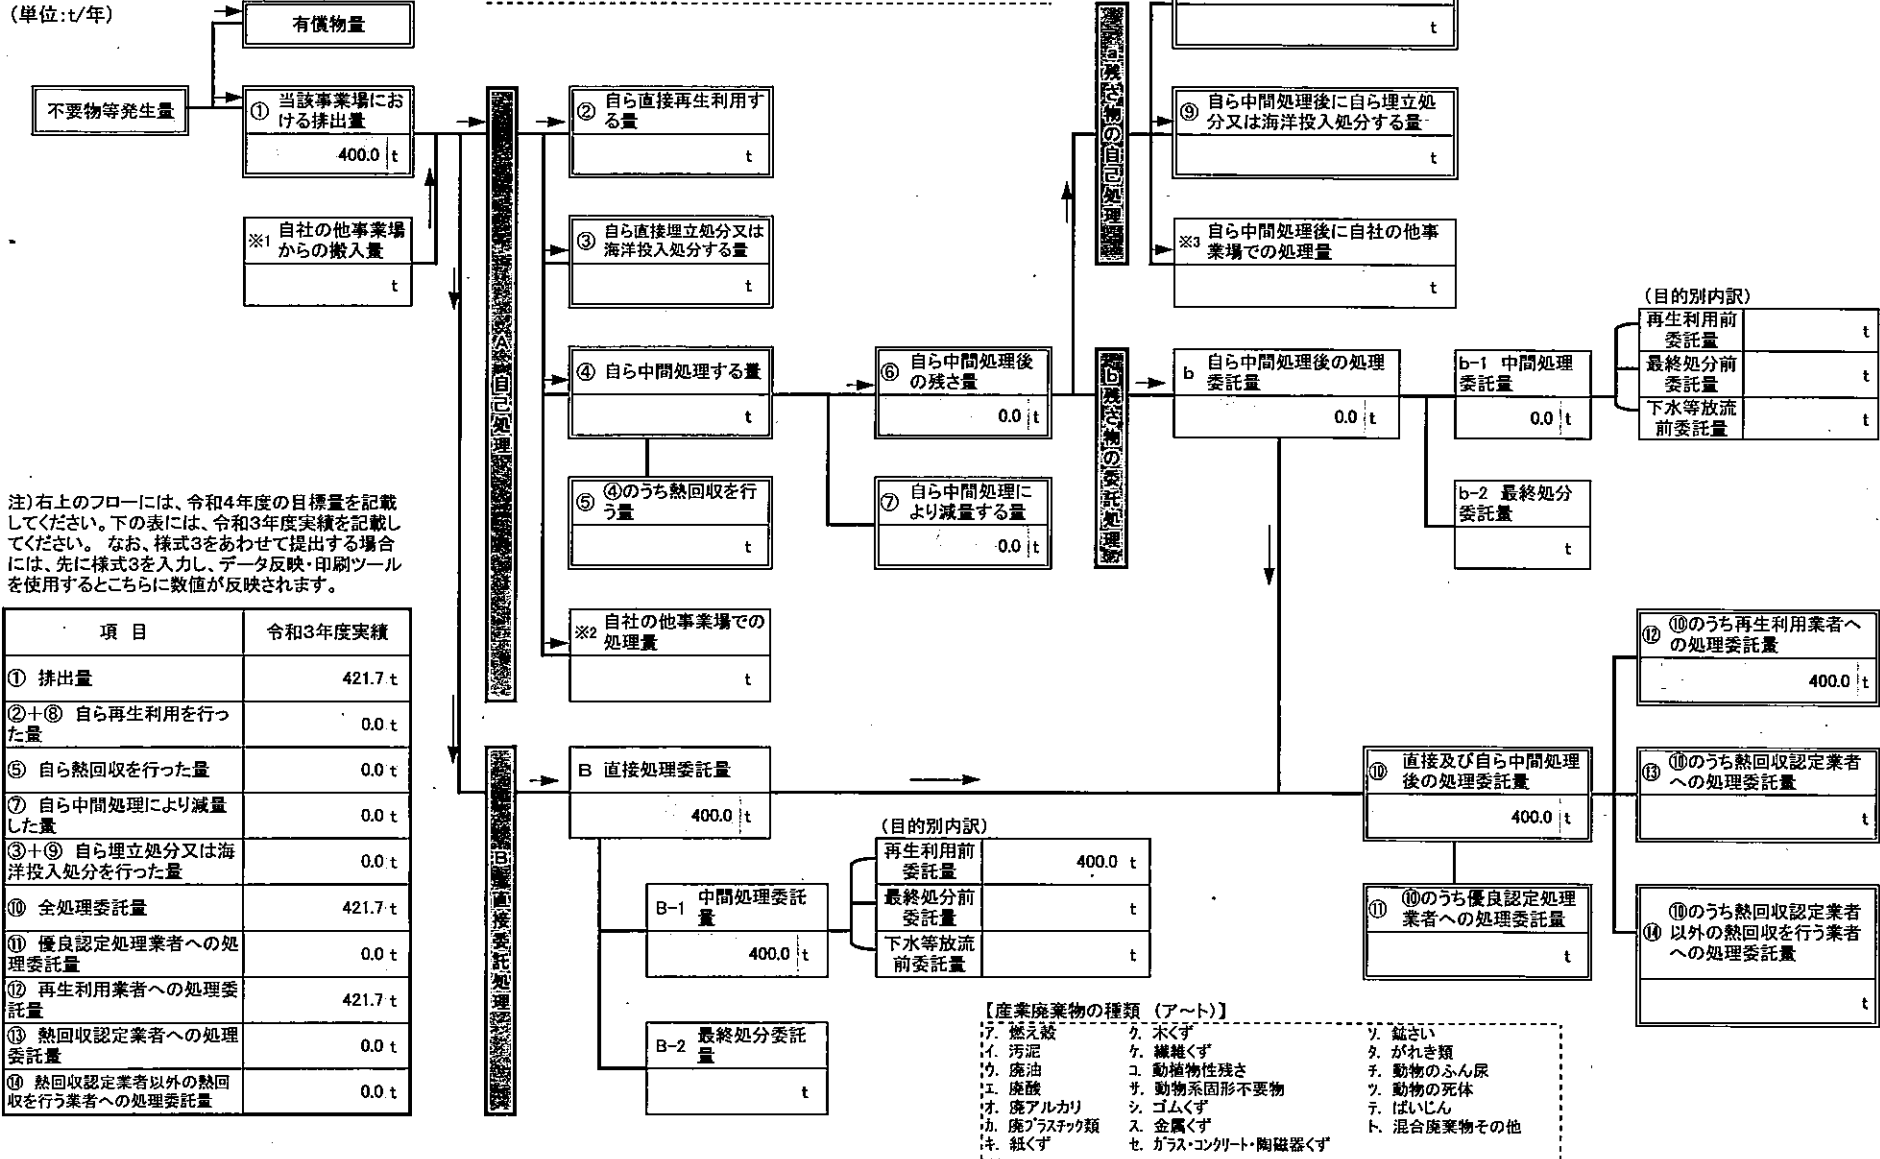 (単位:t/年)
有償物量
不要物等発生量
① 当該事業場にお
ける排出量
400.0 t
※1 自社の他事業場
からの搬入量
t
② 自ら直接再生利用す
る量
t
③ 自ら直接埋立処分又は
海洋投入処分する量
t
④ 自ら中間処理する量
t
⑤ ④のうち熱回収を行
う量
t
※2 自社の他事業場での
処理量
t
A 自己処理
⑥ 自ら中間処理後
の残さ量
0.0 t
⑦ 自ら中間処理に
より減量する量
0.0 t
a残さ物の自己処理
t
⑨ 自ら中間処理後に自ら埋立処
分又は海洋投入処分する量
t
※3 自ら中間処理後に自社の他事
業場での処理量
t
b残さ物の委託処理
b 自ら中間処理後の処理
委託量
0.0 t
b-1 中間処理
委託量
0.0 t
b-2 最終処分
委託量
t
(目的別内訳)
再生利用前
委託量
t
最終処分前
委託量
t
下水等放流
前委託量
t
注)右上のフローには、令和4年度の目標量を記載
してください。下の表には、令和3年度実績を記載し
てください。 なお、様式3をあわせて提出する場合
には、先に様式3を入力し、データ反映・印刷ツール
を使用するとこちらに数値が反映されます。
項 目 令和3年度実績
① 排出量 421.7 t
②+⑧ 自ら再生利用を行っ
た量 0.0 t
⑤ 自ら熱回収を行った量 0.0 t
⑦ 自ら中間処理により減量
した量 0.0 t
③+⑨ 自ら埋立処分又は海
洋投入処分を行った量 0.0 t
⑩ 全処理委託量 421.7 t
⑪ 優良認定処理業者への処
理委託量 0.0 t
⑫ 再生利用業者への処理委
託量 421.7 t
⑬ 熱回収認定業者への処理
委託量 0.0 t
⑭ 熱回収認定業者以外の熱回
収を行う業者への処理委託量 0.0 t
B 直接委託処理
B 直接処理委託量
400.0 t
B-1 中間処理委託
量
400.0 t
B-2 最終処分委託
量
t
(目的別内訳)
再生利用前
委託量
400.0 t
最終処分前
委託量
t
下水等放流
前委託量
t
⑩ 直接及び自ら中間処理
後の処理委託量
400.0 t
⑪ ⑩のうち優良認定処理
業者への処理委託量
t
⑫ ⑩のうち再生利用業者へ
の処理委託量
400.0 t
⑬ ⑩のうち熱回収認定業者
への処理委託量
t
⑭ ⑩のうち熱回収認定業者
以外の熱回収を行う業者
への処理委託量
t
【産業廃棄物の種類 (ア〜ト)】
ア. 燃え殻 ク. 木くず ソ. 鉱さい
イ. 汚泥 ケ. 繊維くず タ. がれき類
ウ. 廃油 コ. 動植物性残さ チ. 動物のふん尿
エ. 廃酸 サ. 動物系固形不要物 ツ. 動物の死体
オ. 廃アルカリ シ. ゴムくず テ. ばいじん
カ. 廃プラスチック類 ス. 金属くず ト. 混合廃棄物その他
キ. 紙くず セ. ガラス・コンクリート・陶磁器くず